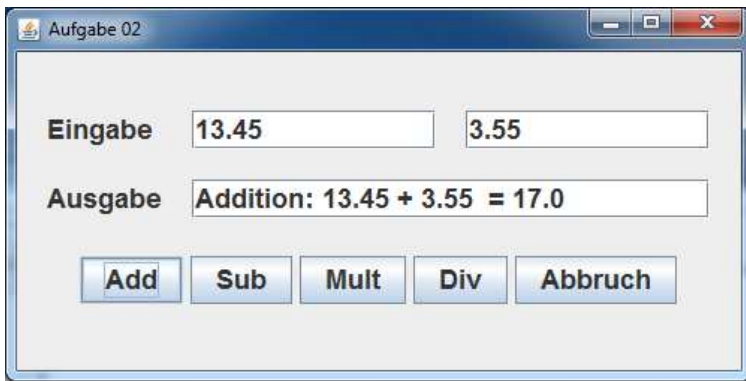 Aufgabe 02
Eingabe 13.45 3.55
Ausgabe Addition: 13.45 + 3.55  = 17.0
Add Sub Mult Div Abbruch